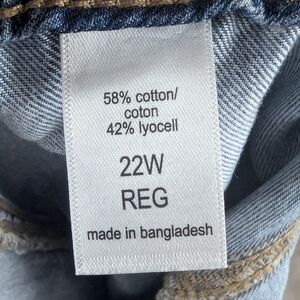 58% cotton/
coton
42% lyocell
22W
REG
made in bangladesh